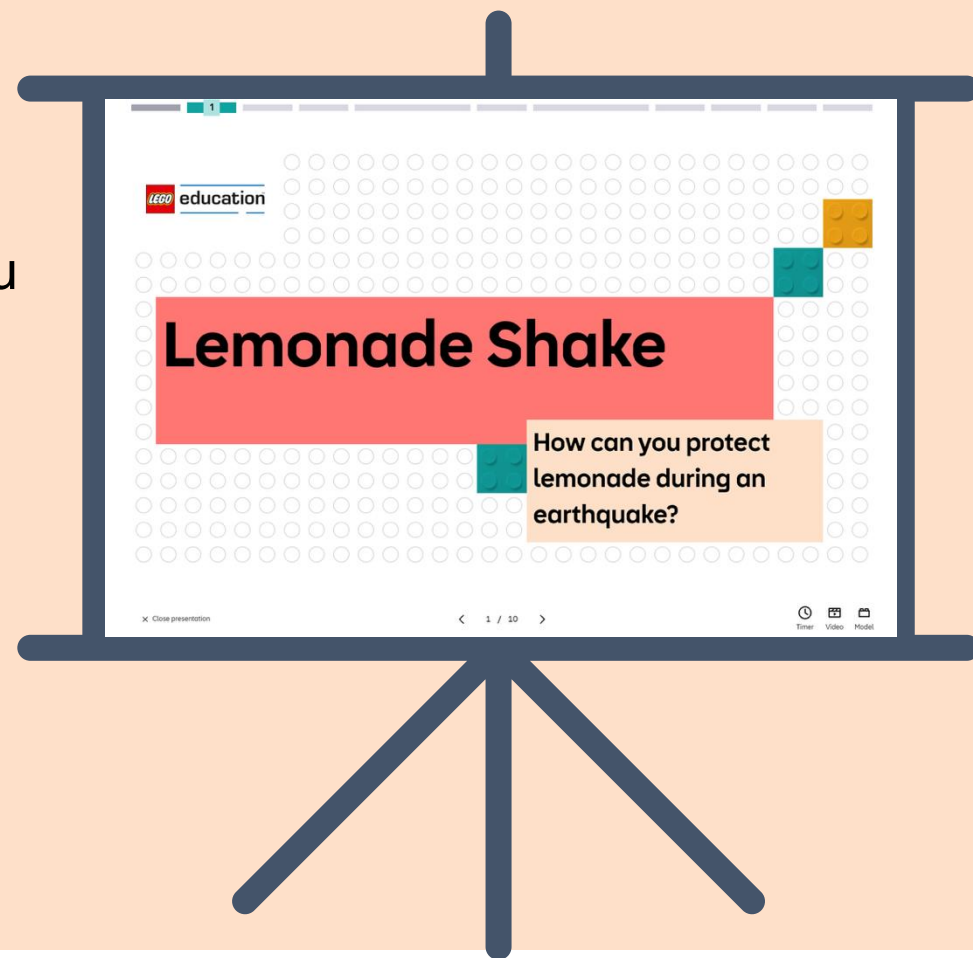 u
1
LEGO education
Lemonade Shake
How can you protect
lemonade during an
earthquake?
× Close presentation
< 1 / 10 >
Timer Video Model